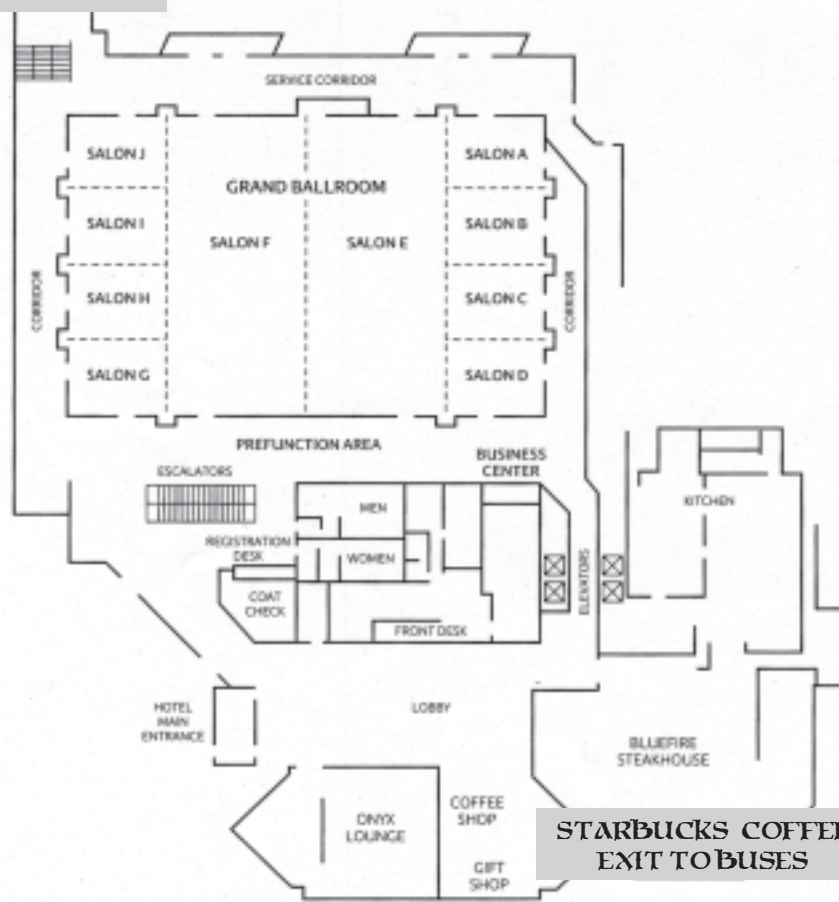 SERVICE CORRIDOR
SALON J
SALON A
GRAND BALLROOM
SALON I
SALON B
SALON F
SALON E
CORRIDOR
SALON H
SALON C
CORRIDOR
SALON G
SALON D
PREFUNCTION AREA
BUSINESS
CENTER
ESCALATORS
MEN
KITCHEN
REGISTRATION
DESK
WOMEN
ELEVATORS
COAT
CHECK
FRONT DESK
HOTEL
MAIN
ENTRANCE
LOBBY
BLUEFIRE
STEAKHOUSE
ONYX
LOUNGE
COFFEE
SHOP
GIFT
SHOP
STARBUCKS COFFEE
EXIT TO BUSES